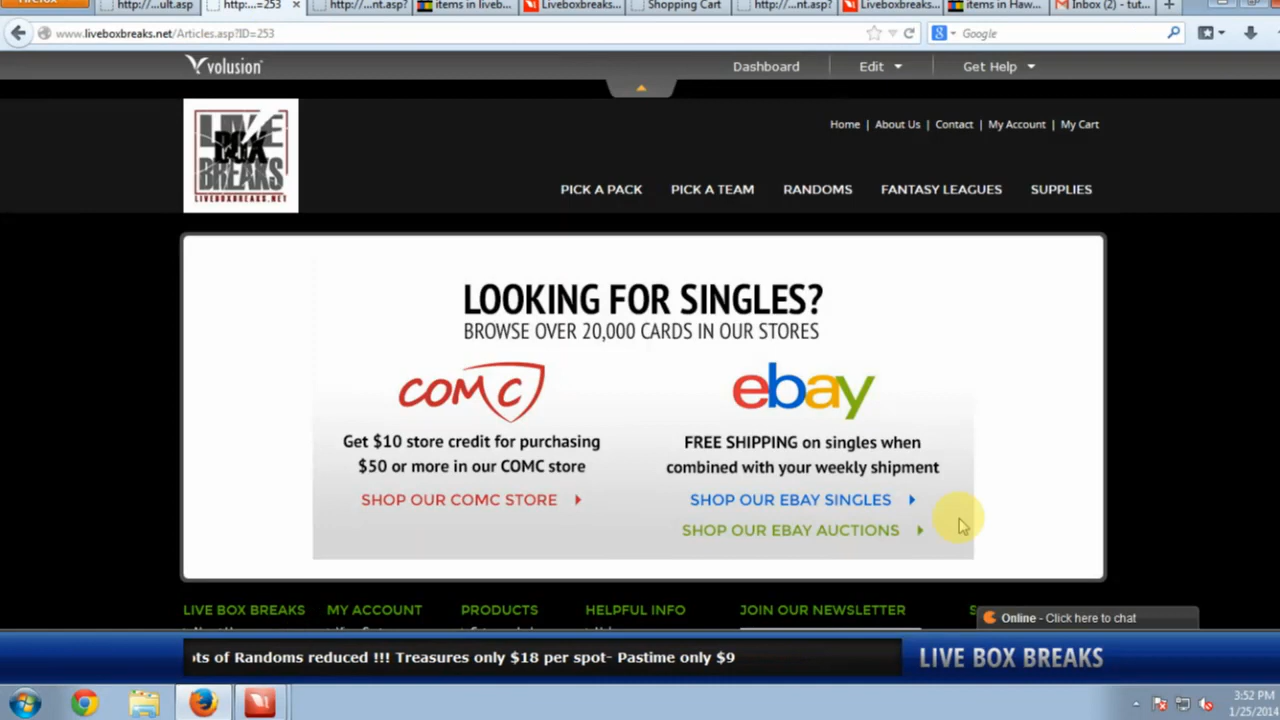 Firefox
http://...ult.asp
http:...=253
http://...nt.asp?
items in liveb...
Liveboxbreaks...
Shopping Cart
http://...nt.asp?
Liveboxbreaks...
items in Haw...
Inbox (2) - tut...
www.liveboxbreaks.net/Articles.asp?ID=253
Google
volusion
Dashboard
Edit
Get Help
LIVE
BOX
BREAKS
LIVEBOXBREAKS.NET
Home | About Us | Contact | My Account | My Cart
PICK A PACK
PICK A TEAM
RANDOMS
FANTASY LEAGUES
SUPPLIES
LOOKING FOR SINGLES?
BROWSE OVER 20,000 CARDS IN OUR STORES
COMC
Get $10 store credit for purchasing
$50 or more in our COMC store
SHOP OUR COMC STORE
ebay
FREE SHIPPING on singles when
combined with your weekly shipment
SHOP OUR EBAY SINGLES
SHOP OUR EBAY AUCTIONS
LIVE BOX BREAKS
MY ACCOUNT
PRODUCTS
HELPFUL INFO
JOIN OUR NEWSLETTER
Online - Click here to chat
ts of Randoms reduced !!! Treasures only $18 per spot- Pastime only $9
LIVE BOX BREAKS
3:52 PM
1/25/2014